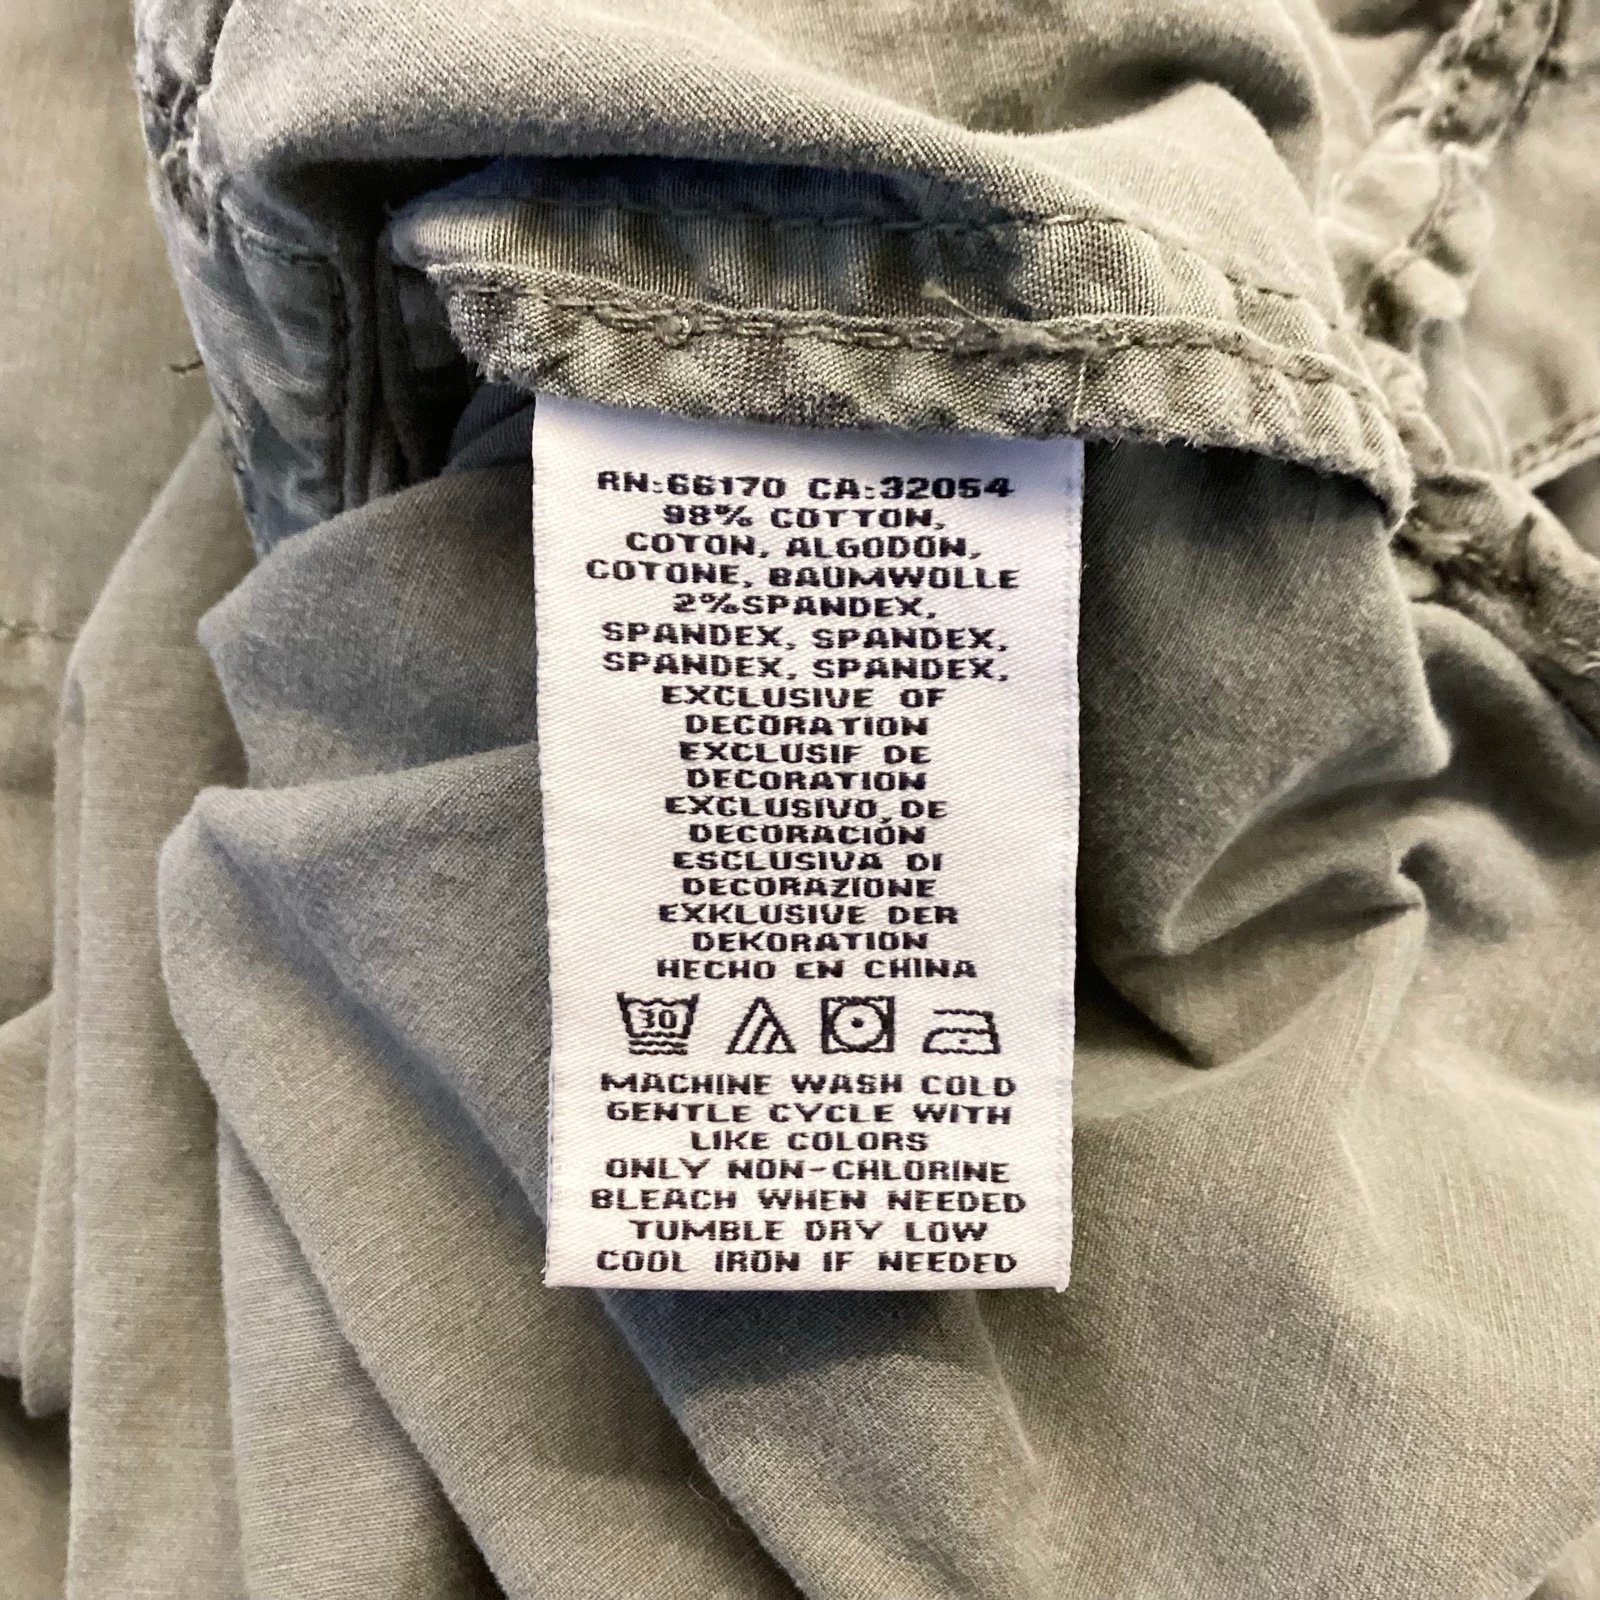 RN:66170 CA:32054
98% COTTON,
COTON, ALGODON,
COTONE, BAUMWOLLE
2%SPANDEX,
SPANDEX, SPANDEX,
SPANDEX, SPANDEX,
EXCLUSIVE OF
DECORATION
EXCLUSIF DE
DECORATION
EXCLUSIVO, DE
DECORACIÓN
ESCLUSIVA DI
DECORAZIONE
EXKLUSIVE DER
DEKORATION
HECHO EN CHINA
30
MACHINE WASH COLD
GENTLE CYCLE WITH
LIKE COLORS
ONLY NON-CHLORINE
BLEACH WHEN NEEDED
TUMBLE DRY LOW
COOL IRON IF NEEDED